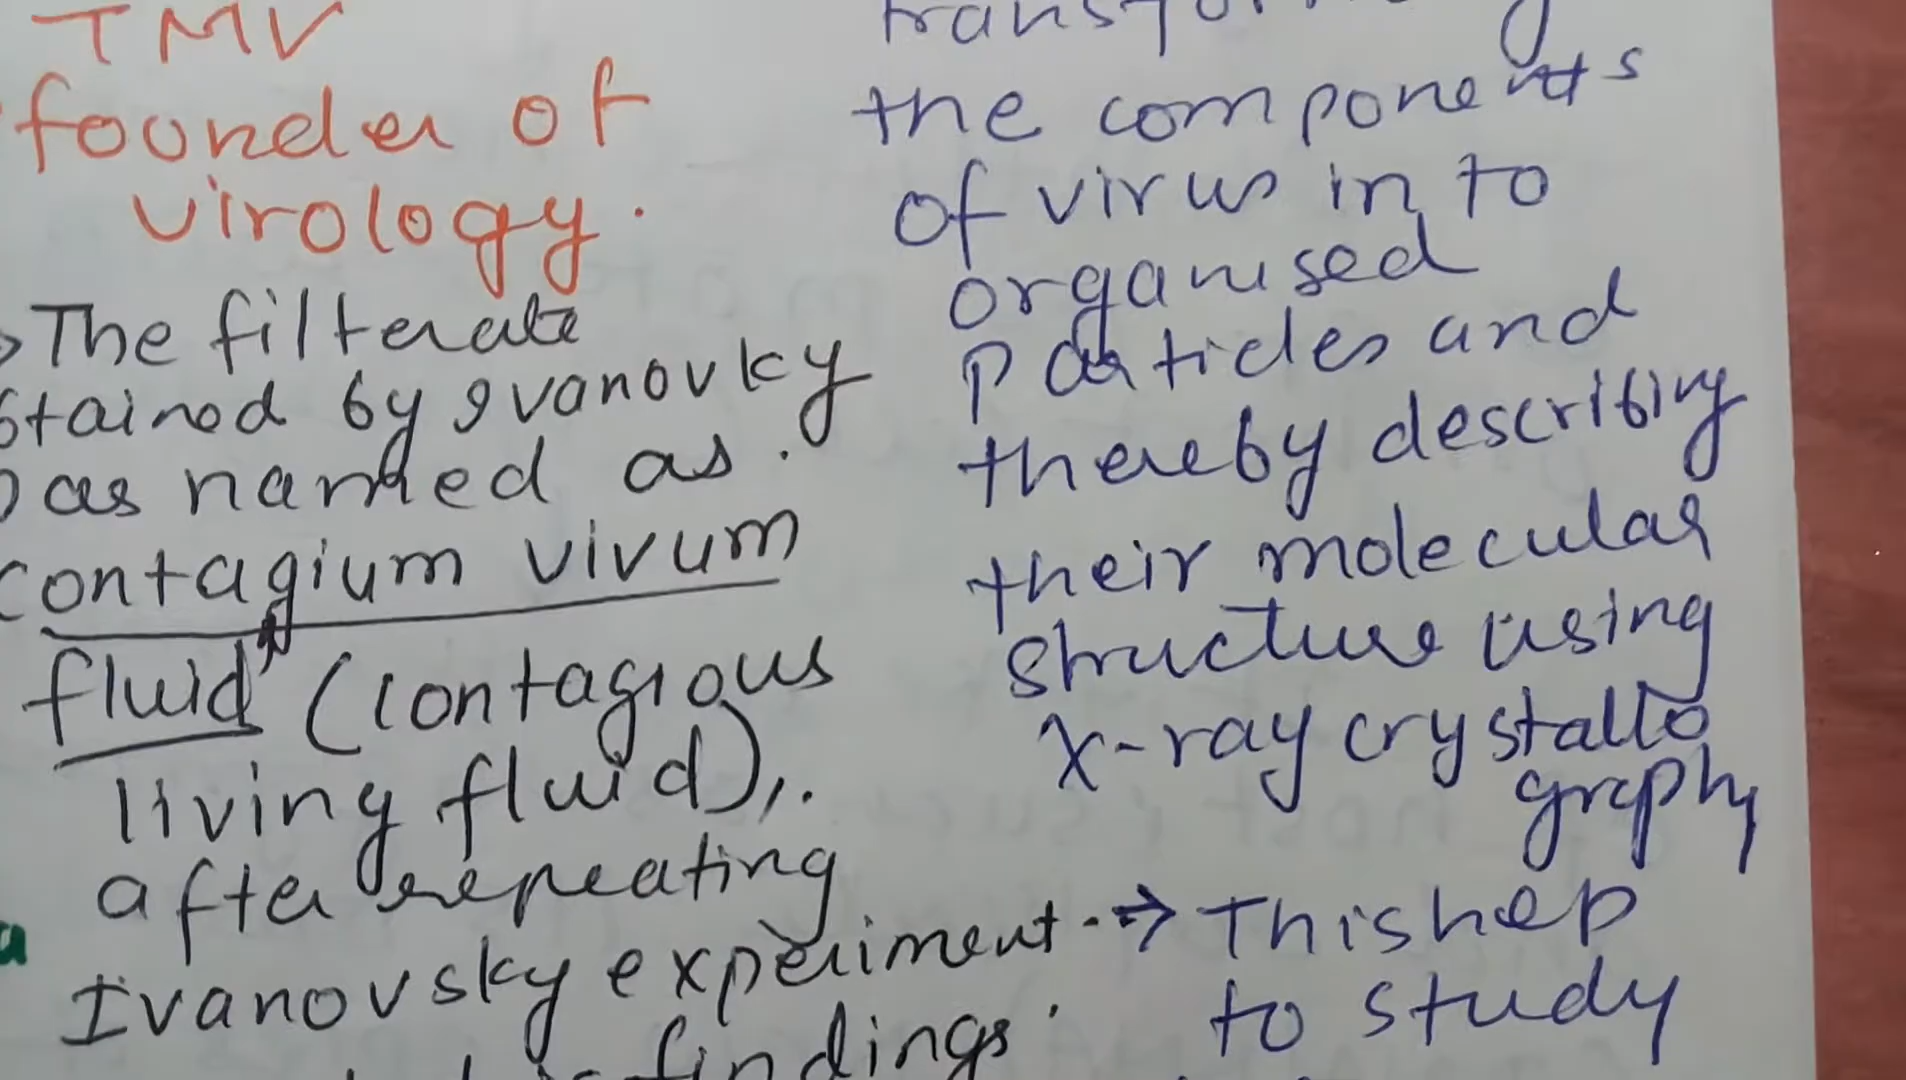 TMV
founder of
virology.
The filterate
stained by Ivanovky
was named as.
contagium vivum
fluid" (contagious
living fluid),.
after repeating
Ivanovsky experiment.
findings.
the components
of virus in to
organised
particles and
thereby describing
their molecular
structure using
X-ray crystallo
graphy
→ This hep
to study